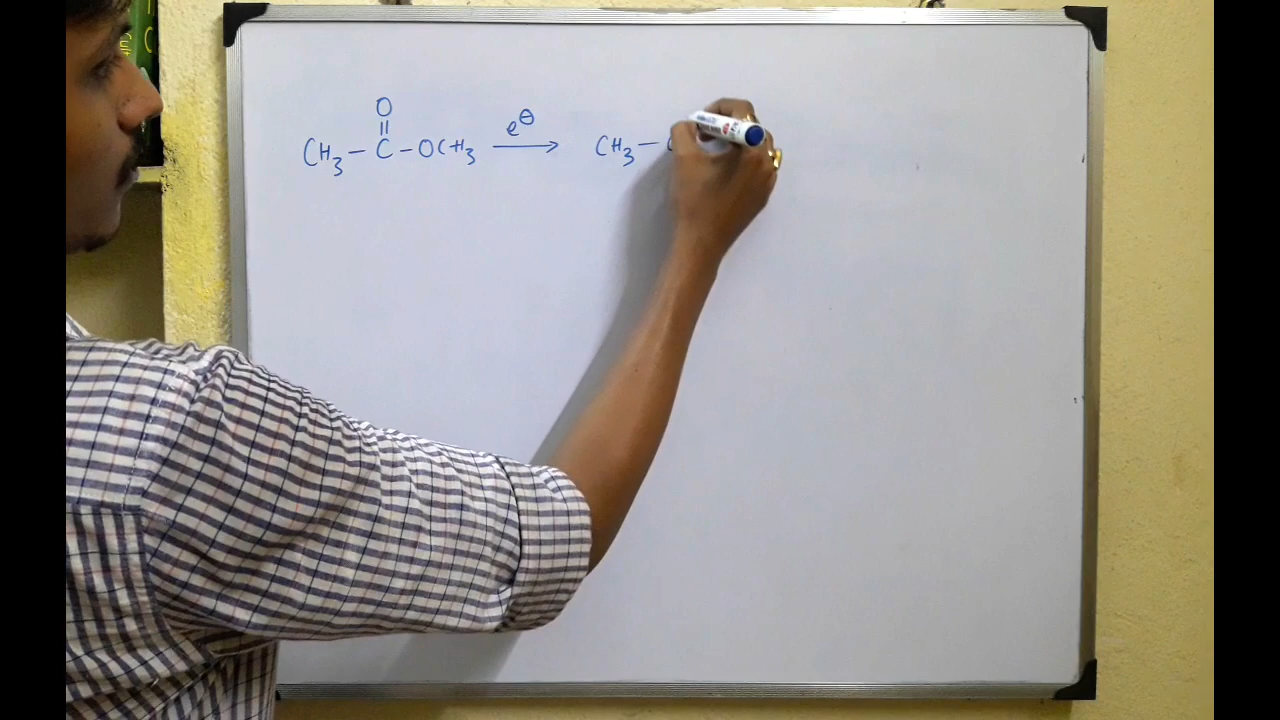 O
||
CH₃ — C — OCH₃ e⊖ → CH₃ —